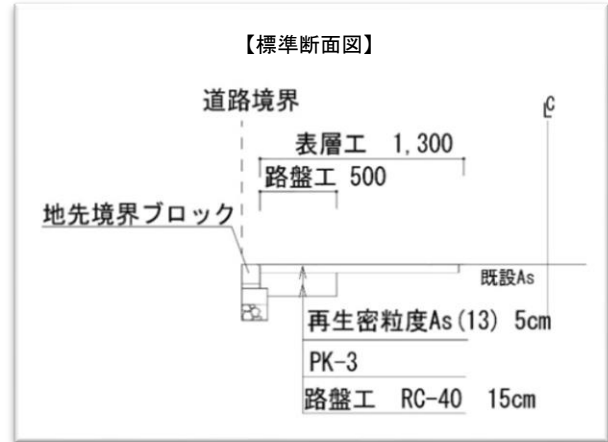 【標準断面図】
道路境界
℄
表層工 1,300
路盤工 500
地先境界ブロック
既設As
再生密粒度As(13) 5cm
PK-3
路盤工 RC-40 15cm